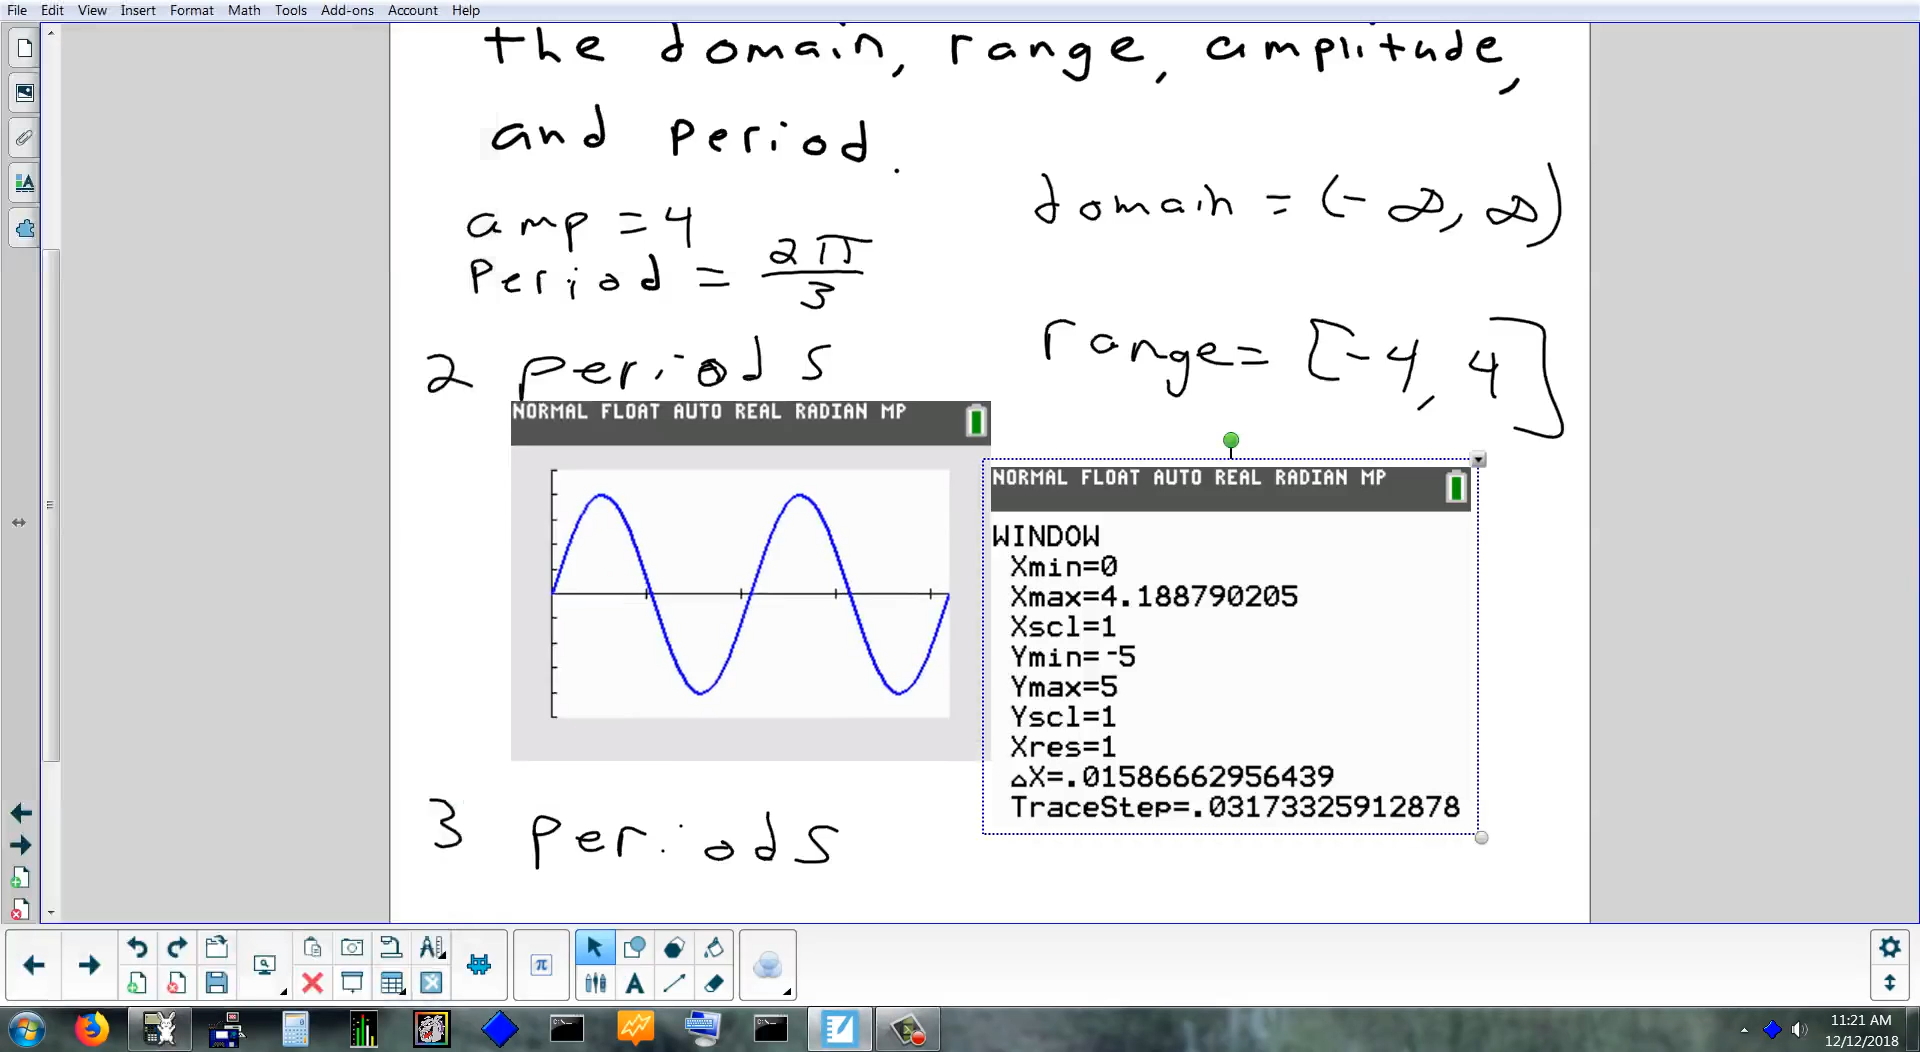 File Edit View Insert Format Math Tools Add-ons Account Help
the domain, range, amplitude,
and period.
amp = 4
Period = 2π/3
domain = (-∞, ∞)
range = [-4, 4]
2 periods
NORMAL FLOAT AUTO REAL RADIAN MP
NORMAL FLOAT AUTO REAL RADIAN MP
WINDOW
Xmin=0
Xmax=4.188790205
Xscl=1
Ymin=-5
Ymax=5
Yscl=1
Xres=1
△X=.01586662956439
TraceStep=.03173325912878
3 periods
π
A
11:21 AM
12/12/2018